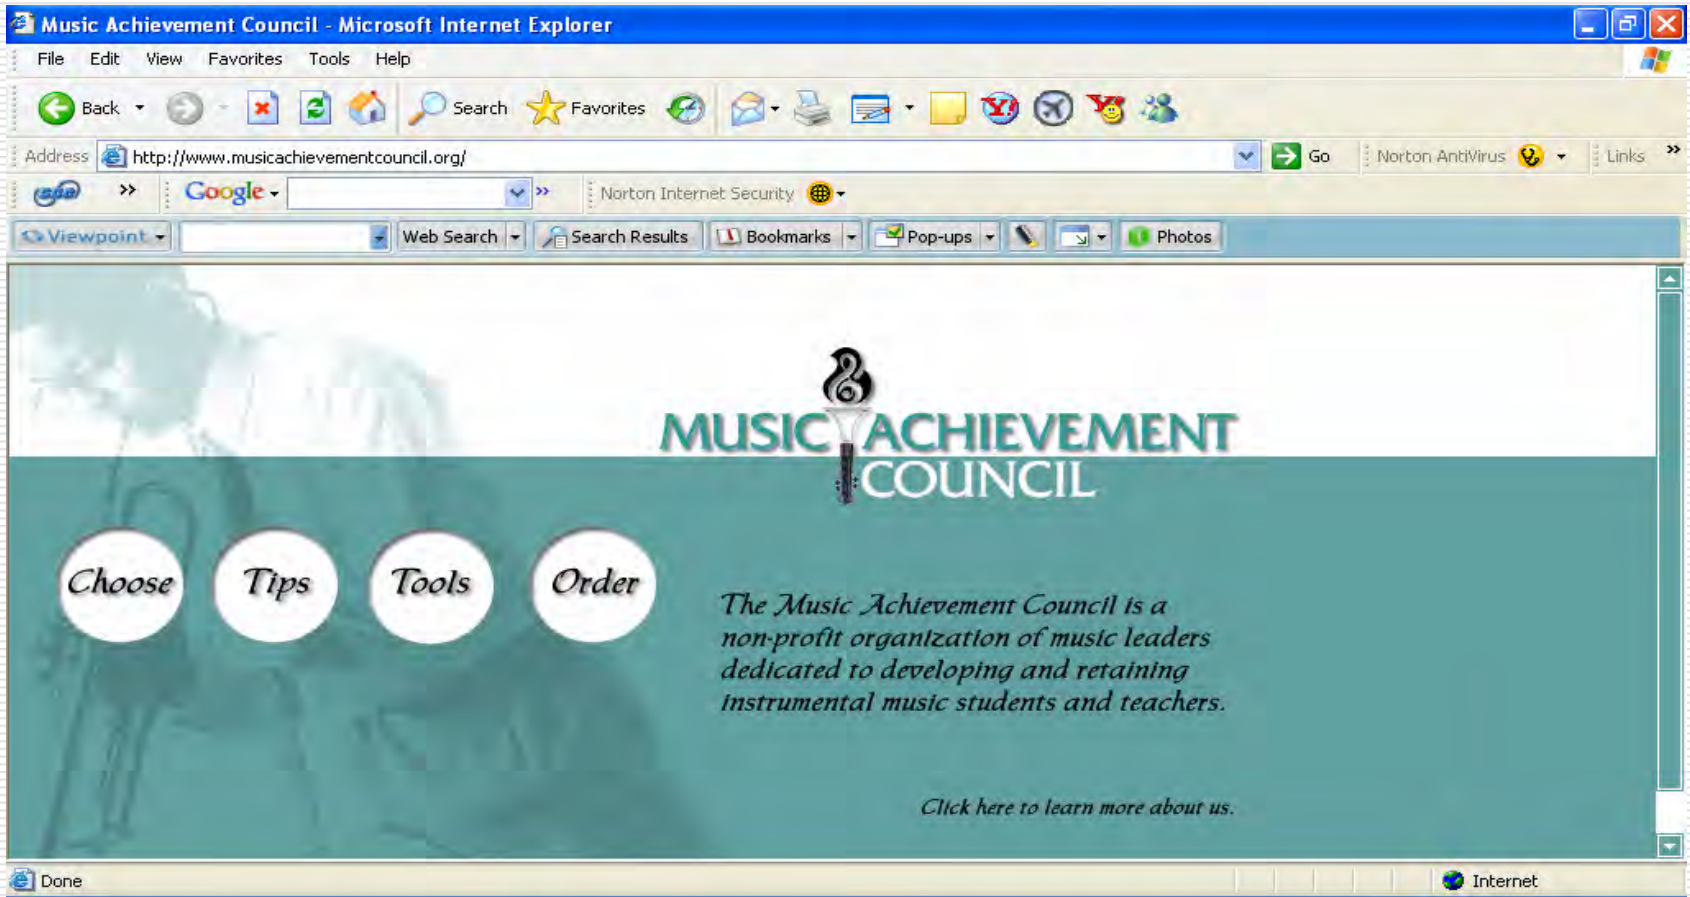 Music Achievement Council - Microsoft Internet Explorer
File Edit View Favorites Tools Help
Back Search Favorites
Address http://www.musicachievementcouncil.org/ Go Norton AntiVirus Links »
» Google » Norton Internet Security
Viewpoint Web Search Search Results Bookmarks Pop-ups Photos
MUSIC ACHIEVEMENT
COUNCIL
Choose Tips Tools Order
The Music Achievement Council is a
non-profit organization of music leaders
dedicated to developing and retaining
instrumental music students and teachers.
Click here to learn more about us.
Done Internet